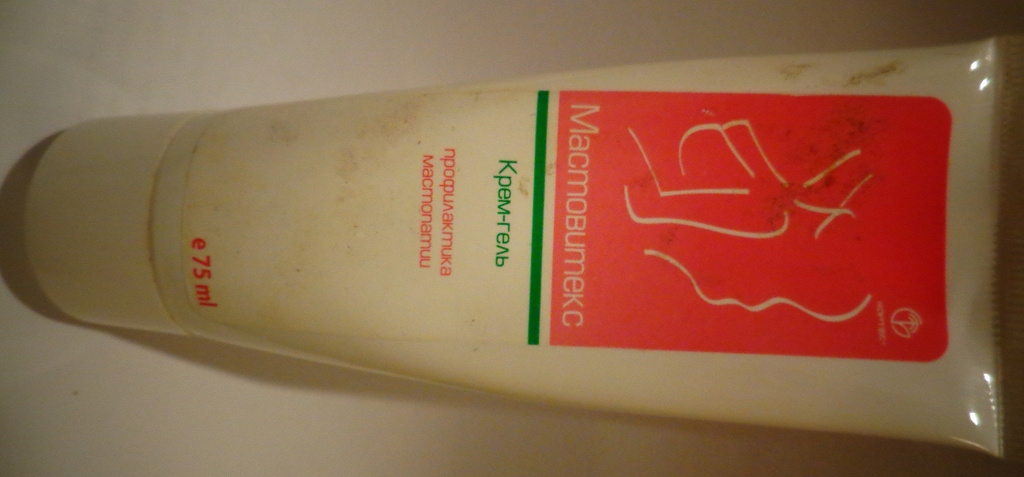 Мастовитекс
Крем-гель
профилактика
мастопатии
e 75 ml